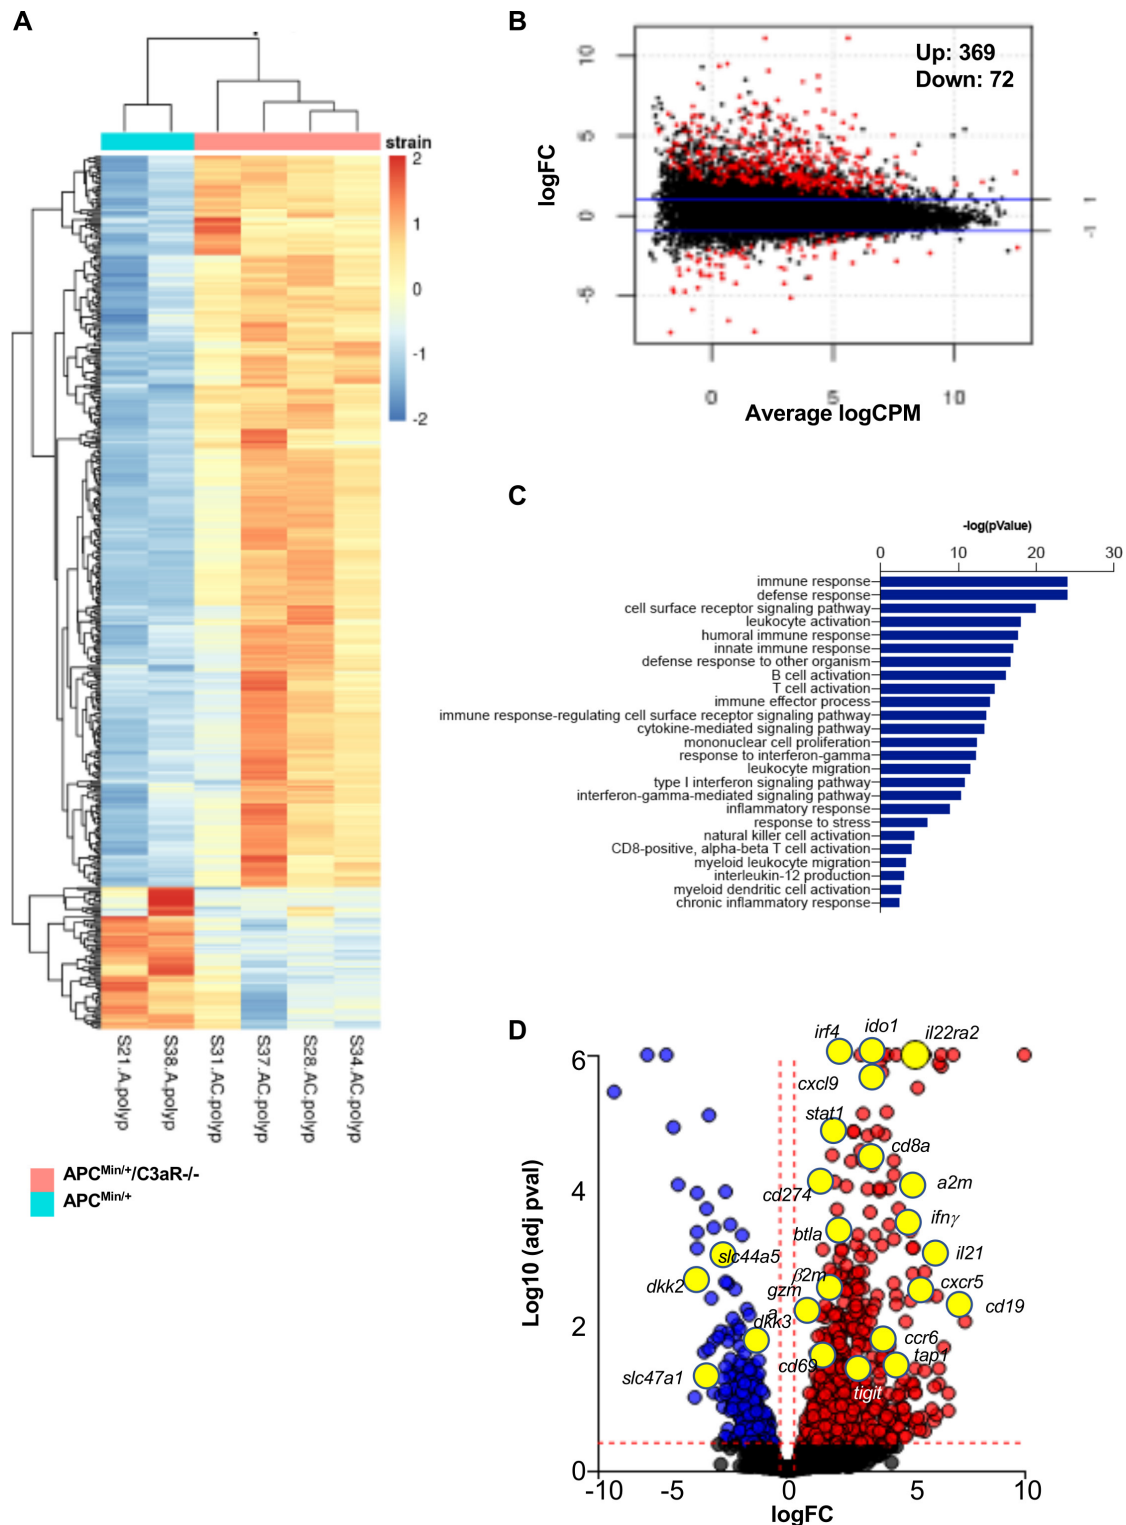 A
strain
2
1
0
-1
-2
S21.A.polyp
S38.A.polyp
S31.AC.polyp
S37.AC.polyp
S28.AC.polyp
S34.AC.polyp
APCMin/+/C3aR-/-
APCMin/+
B
Up: 369
Down: 72
logFC
10
5
0
-5
1
-1
0
5
10
Average logCPM
C
-log(pValue)
0 10 20 30
immune response
defense response
cell surface receptor signaling pathway
leukocyte activation
humoral immune response
innate immune response
defense response to other organism
B cell activation
T cell activation
immune effector process
immune response-regulating cell surface receptor signaling pathway
cytokine-mediated signaling pathway
mononuclear cell proliferation
response to interferon-gamma
leukocyte migration
type I interferon signaling pathway
interferon-gamma-mediated signaling pathway
inflammatory response
response to stress
natural killer cell activation
CD8-positive, alpha-beta T cell activation
myeloid leukocyte migration
interleukin-12 production
myeloid dendritic cell activation
chronic inflammatory response
D
Log10 (adj pval)
6
4
2
0
irf4
ido1
il22ra2
cxcl9
stat1
cd8a
cd274
a2m
btla
ifnγ
slc44a5
il21
dkk2
β2m
cxcr5
gzm
a
cd19
dkk3
ccr6
cd69
tap1
slc47a1
tigit
-10 -5 0 5 10
logFC